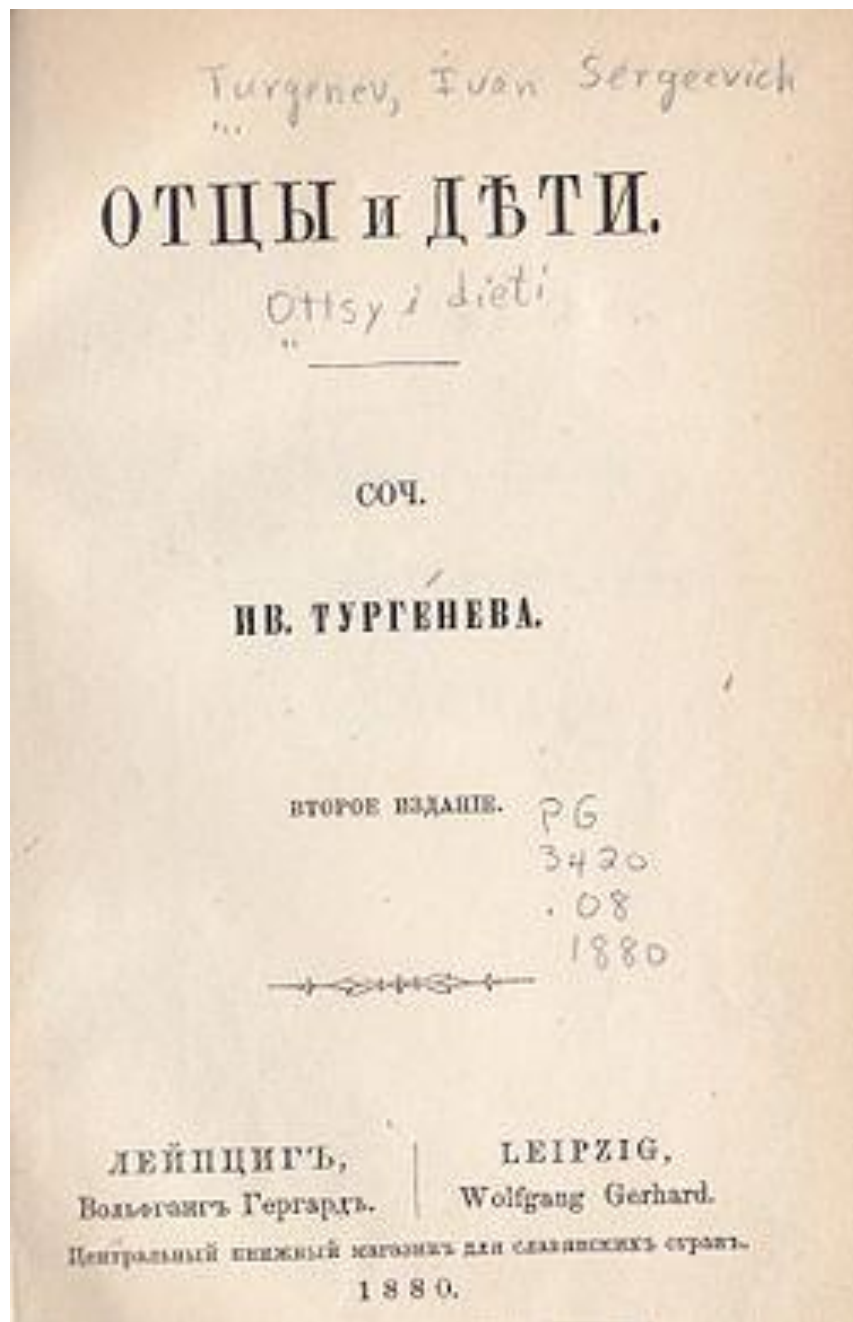 Turgenev, Ivan Sergeevich
ОТЦЫ и ДѢТИ.
Ottsy i dieti
СОЧ.
ИВ. ТУРГЕНЕВА.
ВТОРОЕ ИЗДАНІЕ.
PG
3420
.08
1880
ЛЕЙПЦИГЪ,
Вольфгангъ Гергардъ.
LEIPZIG,
Wolfgang Gerhard.
Центральный книжный магазинъ для славянскихъ странъ.
1880.